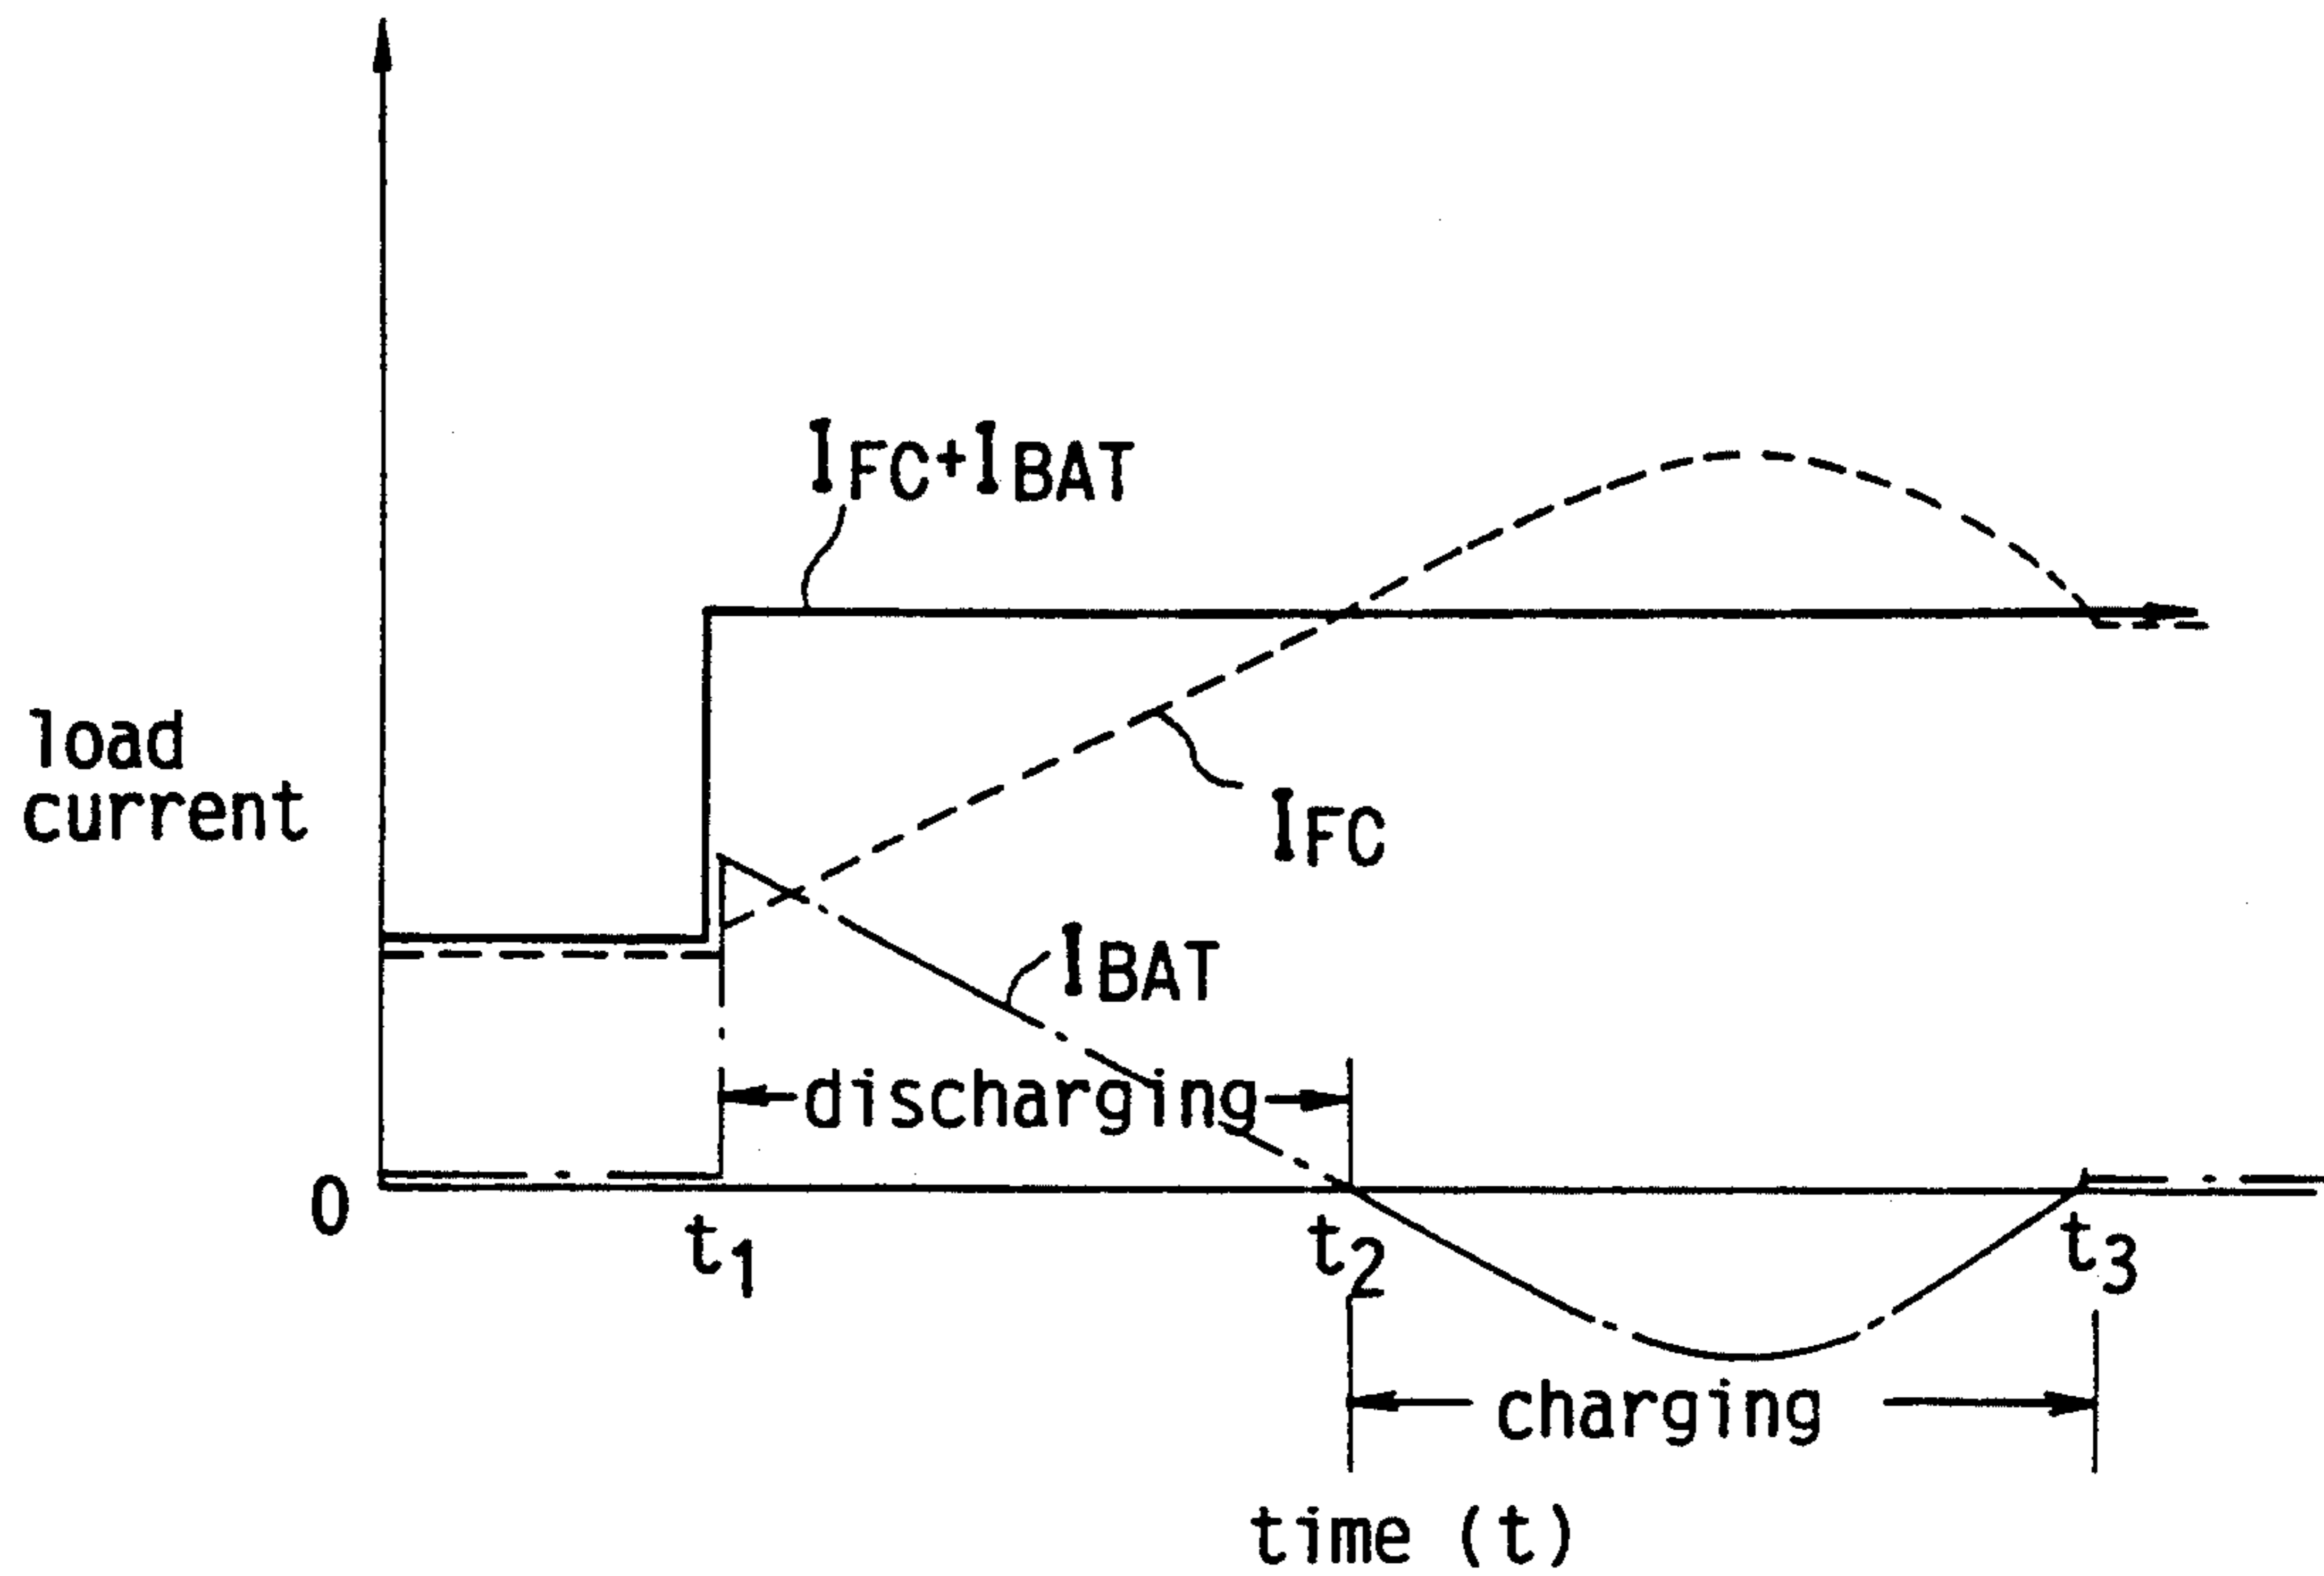 IFC+IBAT
load
current
IFC
IBAT
discharging
0
t1
t2
t3
charging
time (t)